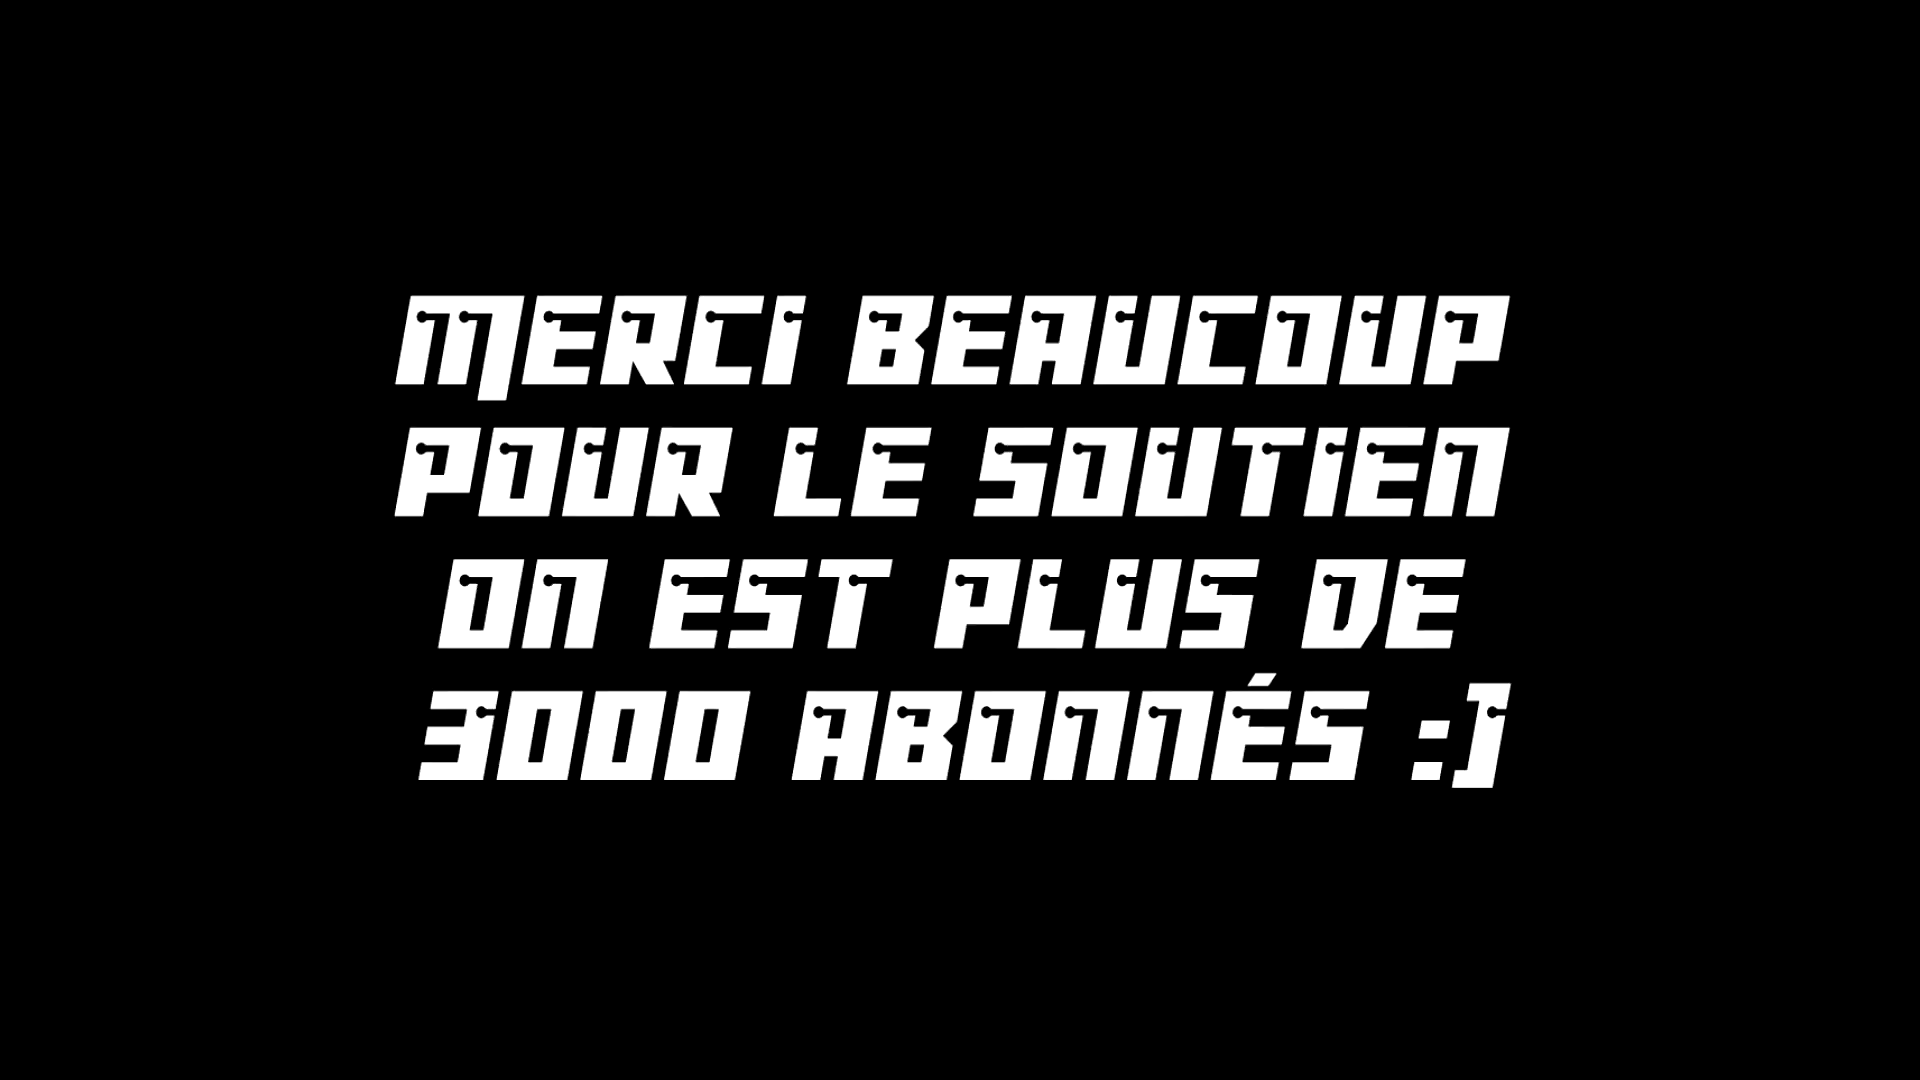 MERCI BEAUCOUP
POUR LE SOUTIEN
ON EST PLUS DE
3000 ABONNÉS :]